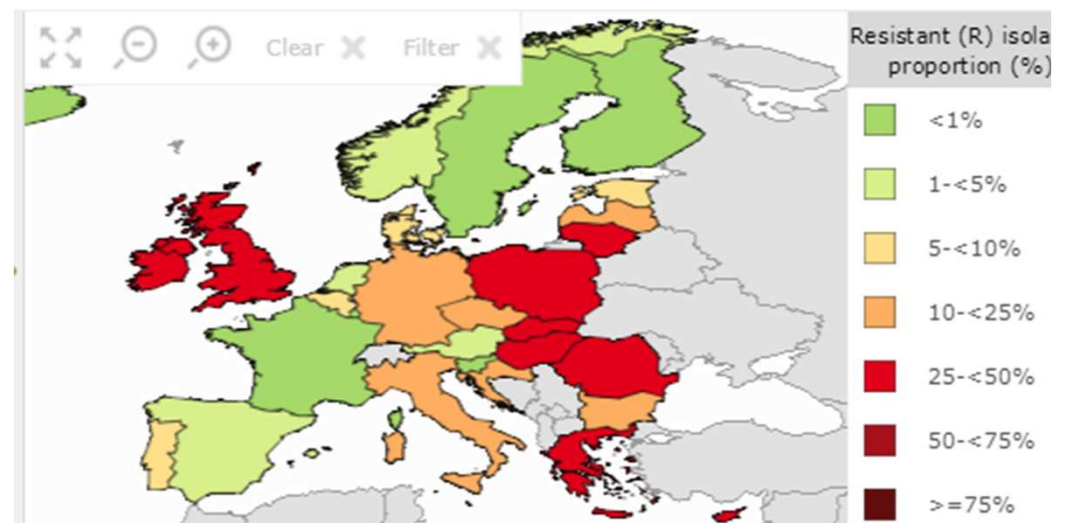 Clear
Filter
Resistant (R) isola
proportion (%)
<1%
1-<5%
5-<10%
10-<25%
25-<50%
50-<75%
>=75%